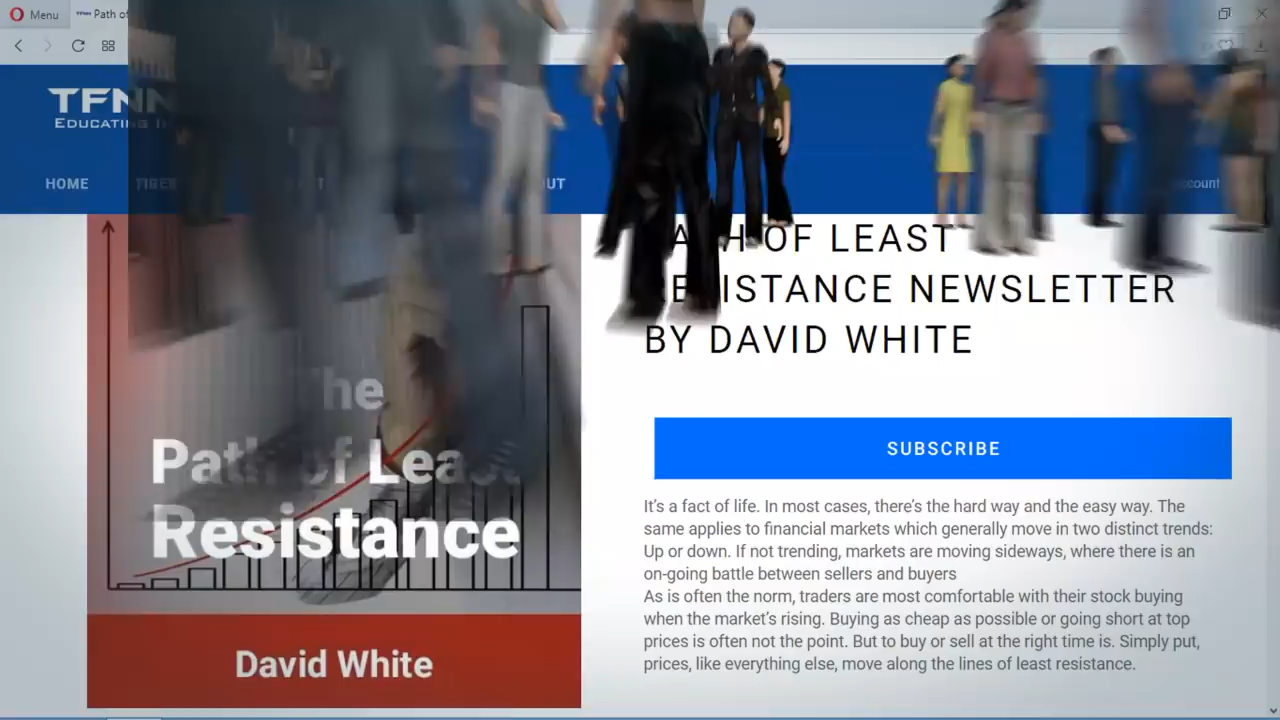 Menu
Path of
TFNN
EDUCATING
HOME
TIGER
The
Path of Least
Resistance
David White
PATH OF LEAST
RESISTANCE NEWSLETTER
BY DAVID WHITE
SUBSCRIBE
It's a fact of life. In most cases, there's the hard way and the easy way. The
same applies to financial markets which generally move in two distinct trends:
Up or down. If not trending, markets are moving sideways, where there is an
on-going battle between sellers and buyers
As is often the norm, traders are most comfortable with their stock buying
when the market's rising. Buying as cheap as possible or going short at top
prices is often not the point. But to buy or sell at the right time is. Simply put,
prices, like everything else, move along the lines of least resistance.